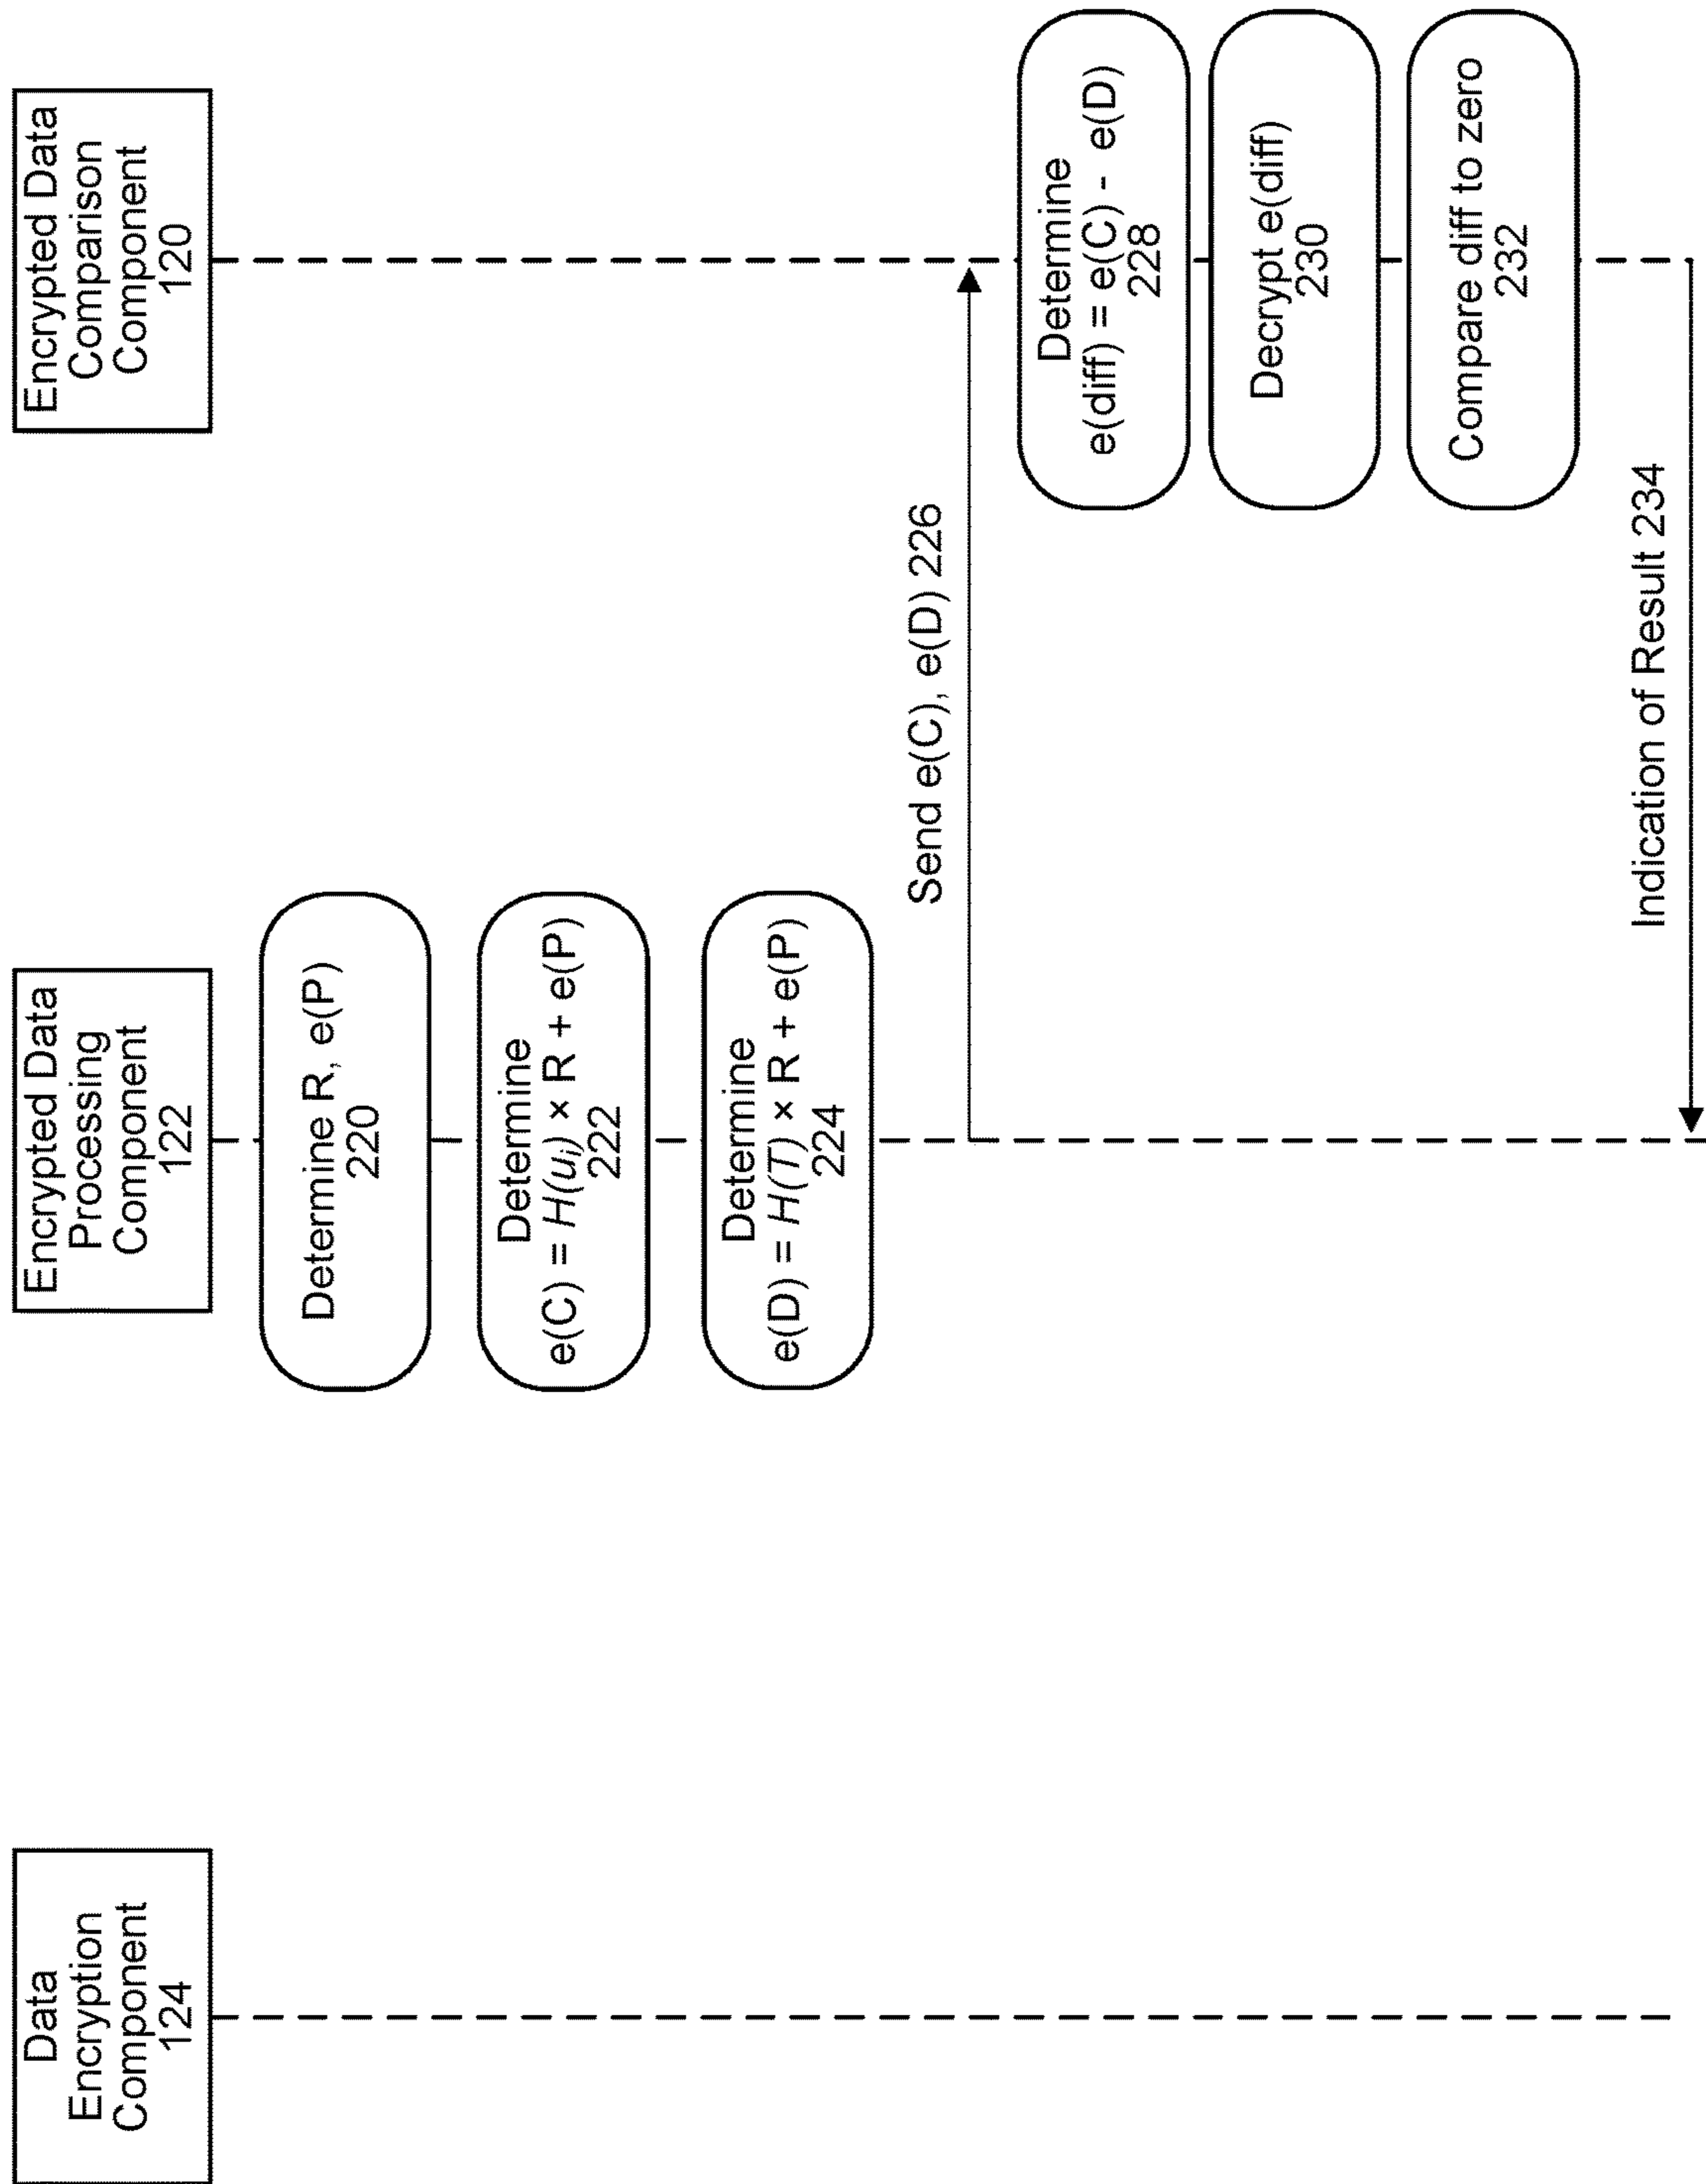 Data
Encryption
Component
124
Encrypted Data
Processing
Component
122
Encrypted Data
Comparison
Component
120
Determine R, e(P)
220
Determine
e(C) = H(uᵢ) × R + e(P)
222
Determine
e(D) = H(T) × R + e(P)
224
Send e(C), e(D) 226
Determine
e(diff) = e(C) - e(D)
228
Decrypt e(diff)
230
Compare diff to zero
232
Indication of Result 234